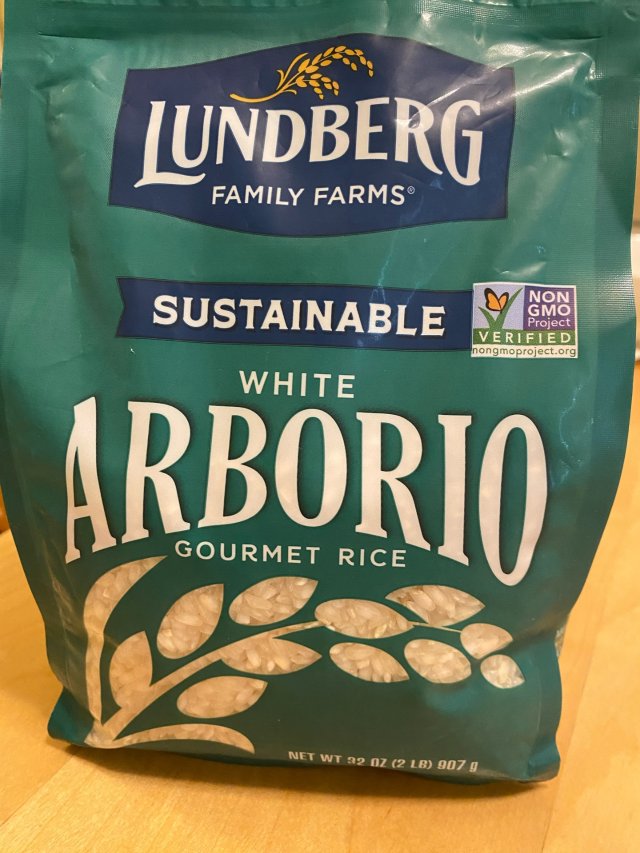 LUNDBERG
FAMILY FARMS®
SUSTAINABLE
NON
GMO
Project
VERIFIED
nongmoproject.org
WHITE
ARBORIO
GOURMET RICE
NET WT 32 OZ (2 LB) 907 g